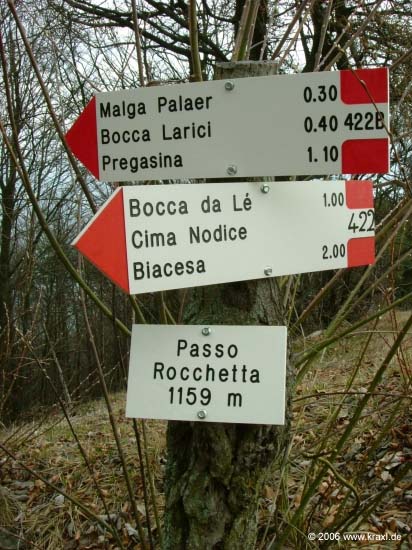 Malga Palaer 0.30
Bocca Larici 0.40 422B
Pregasina 1.10
Bocca da Lé 1.00
Cima Nodice 422
Biacesa 2.00
Passo
Rocchetta
1159 m
© 2006 www.kraxl.de